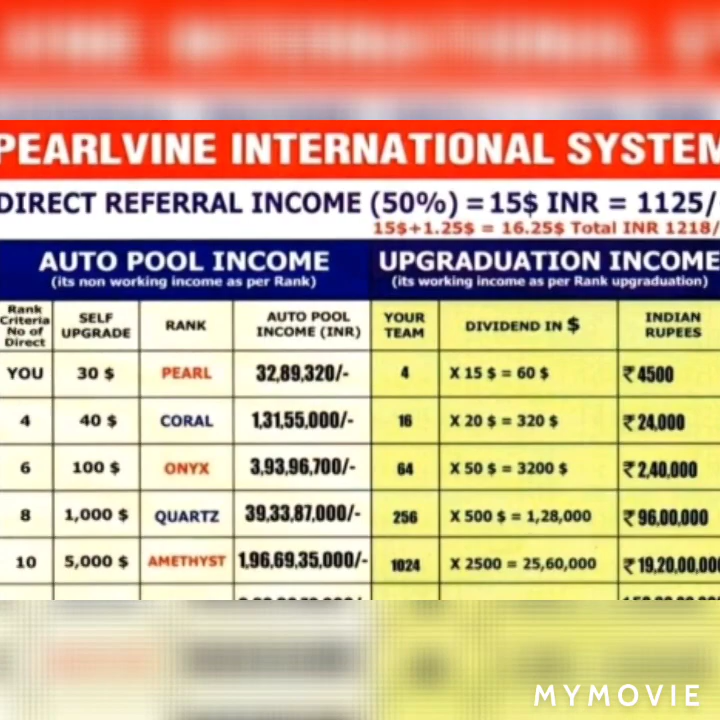 PEARLVINE INTERNATIONAL SYSTEM
DIRECT REFERRAL INCOME (50%) = 15$ INR = 1125/
15$+1.25$ = 16.25$ Total INR 1218/
AUTO POOL INCOME
(its non working income as per Rank)
UPGRADUATION INCOME
(its working income as per Rank upgraduation)
Rank Criteria No of Direct SELF UPGRADE RANK AUTO POOL INCOME (INR) YOUR TEAM DIVIDEND IN $ INDIAN RUPEES
YOU 30 $ PEARL 32,89,320/- 4 X 15 $ = 60 $ ₹ 4500
4 40 $ CORAL 1,31,55,000/- 16 X 20 $ = 320 $ ₹ 24,000
6 100 $ ONYX 3,93,96,700/- 64 X 50 $ = 3200 $ ₹ 2,40,000
8 1,000 $ QUARTZ 39,33,87,000/- 256 X 500 $ = 1,28,000 ₹ 96,00,000
10 5,000 $ AMETHYST 1,96,69,35,000/- 1024 X 2500 = 25,60,000 ₹ 19,20,00,000
MYMOVIE